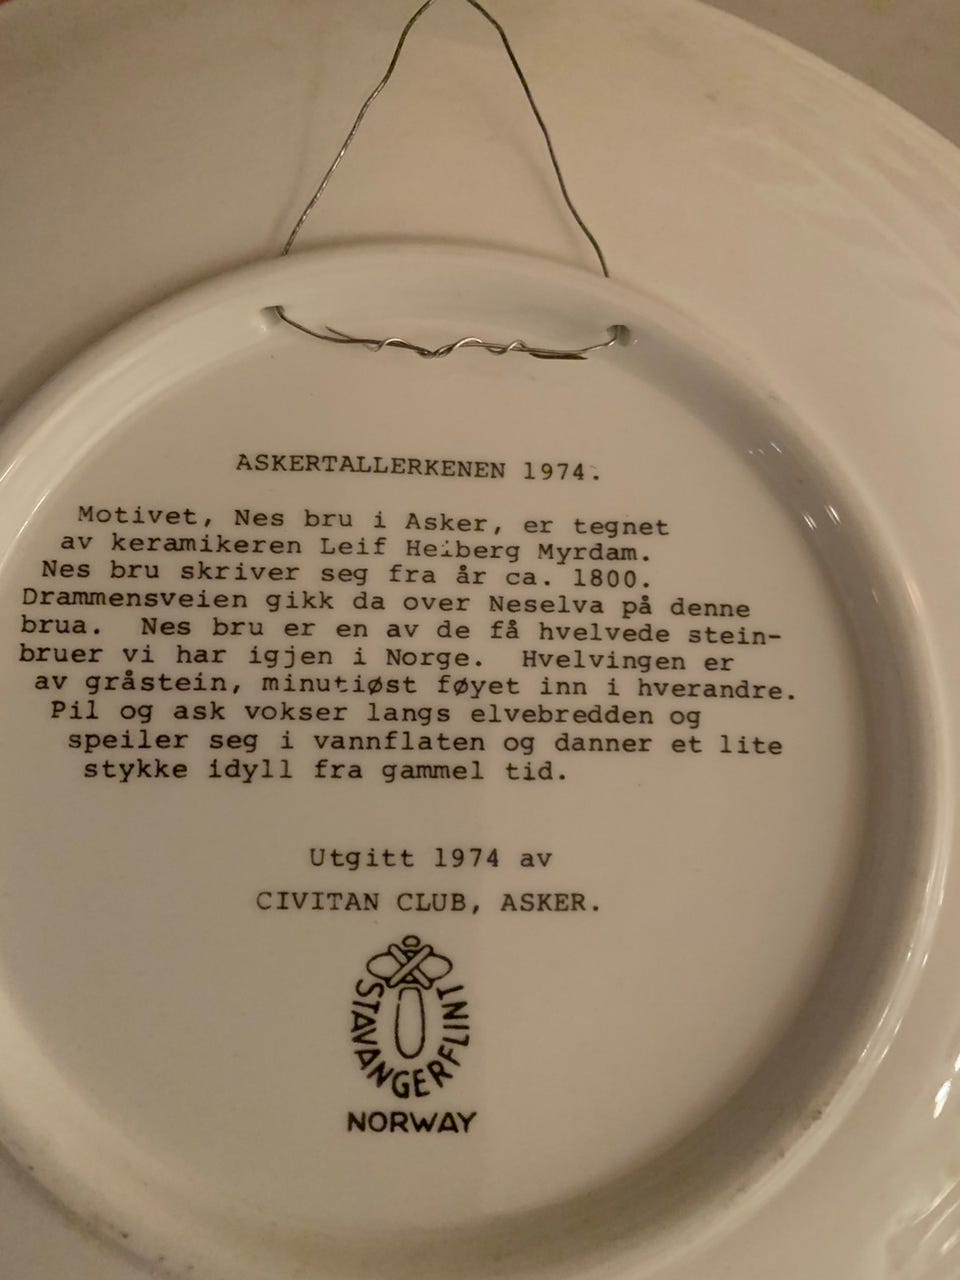 ASKERTALLERKENEN 1974.
Motivet, Nes bru i Asker, er tegnet
av keramikeren Leif Heiberg Myrdam.
Nes bru skriver seg fra år ca. 1800.
Drammensveien gikk da over Neselva på denne
brua. Nes bru er en av de få hvelvede stein-
bruer vi har igjen i Norge. Hvelvingen er
av gråstein, minutiøst føyet inn i hverandre.
Pil og ask vokser langs elvebredden og
speiler seg i vannflaten og danner et lite
stykke idyll fra gammel tid.
Utgitt 1974 av
CIVITAN CLUB, ASKER.
STAVANGERFLINT
NORWAY